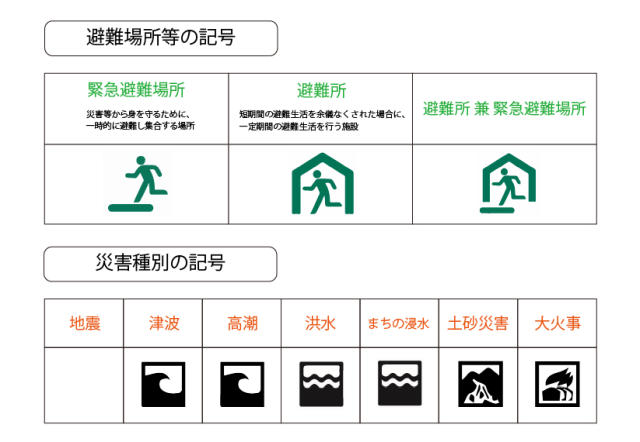 避難場所等の記号
緊急避難場所
災害等から身を守るために、
一時的に避難し集合する場所
避難所
短期間の避難生活を余儀なくされた場合に、
一定期間の避難生活を行う施設
避難所 兼 緊急避難場所
災害種別の記号
地震
津波
高潮
洪水
まちの浸水
土砂災害
大火事